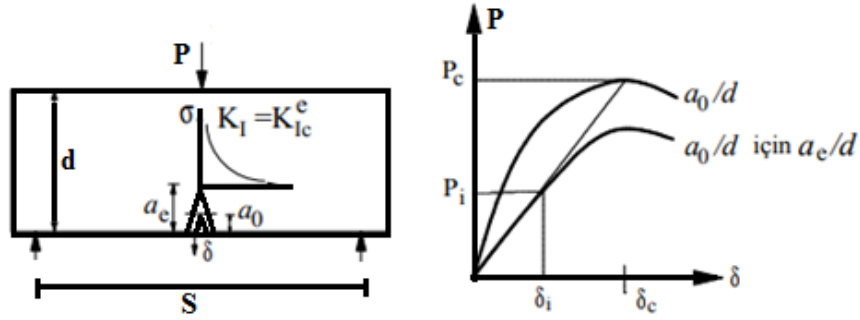 P
σ K_I = K_Ic^e
d
a_e
a_0
δ
S
P
P_c
a_0/d
a_0/d için a_e/d
P_i
δ_i
δ_c
δ